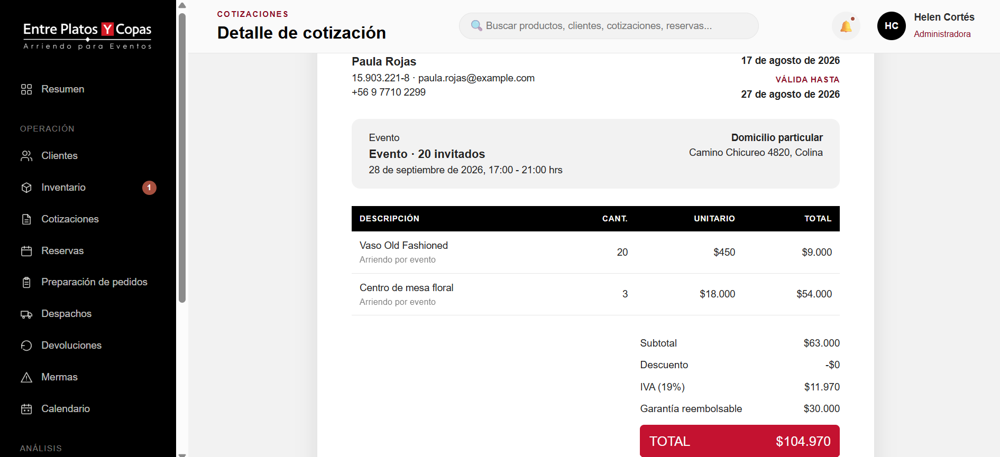 Entre Platos Y Copas
Arriendo para Eventos
Resumen
OPERACIÓN
Clientes
Inventario 1
Cotizaciones
Reservas
Preparación de pedidos
Despachos
Devoluciones
Mermas
Calendario
ANÁLISIS
COTIZACIONES
Detalle de cotización
Buscar productos, clientes, cotizaciones, reservas...
HC
Helen Cortés
Administradora
Paula Rojas
15.903.221-8 · paula.rojas@example.com
+56 9 7710 2299
17 de agosto de 2026
VÁLIDA HASTA
27 de agosto de 2026
Evento
Evento · 20 invitados
28 de septiembre de 2026, 17:00 - 21:00 hrs
Domicilio particular
Camino Chicureo 4820, Colina
DESCRIPCIÓN CANT. UNITARIO TOTAL
Vaso Old Fashioned 20 $450 $9.000
Arriendo por evento
Centro de mesa floral 3 $18.000 $54.000
Arriendo por evento
Subtotal $63.000
Descuento -$0
IVA (19%) $11.970
Garantía reembolsable $30.000
TOTAL $104.970